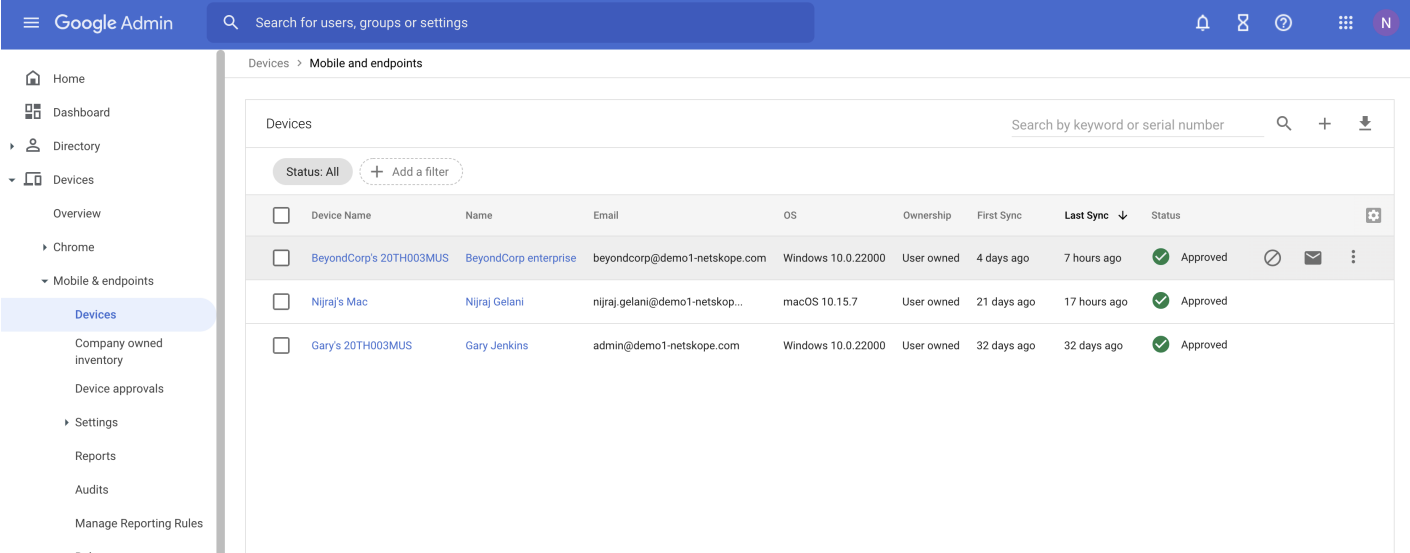 Google Admin
Search for users, groups or settings
N
Home
Dashboard
Directory
Devices
Overview
Chrome
Mobile & endpoints
Devices
Company owned
inventory
Device approvals
Settings
Reports
Audits
Manage Reporting Rules
Devices > Mobile and endpoints
Devices
Search by keyword or serial number
Status: All
Add a filter
Device Name Name Email OS Ownership First Sync Last Sync Status
BeyondCorp's 20TH003MUS BeyondCorp enterprise beyondcorp@demo1-netskope.com Windows 10.0.22000 User owned 4 days ago 7 hours ago Approved
Nijraj's Mac Nijraj Gelani nijraj.gelani@demo1-netskop... macOS 10.15.7 User owned 21 days ago 17 hours ago Approved
Gary's 20TH003MUS Gary Jenkins admin@demo1-netskope.com Windows 10.0.22000 User owned 32 days ago 32 days ago Approved